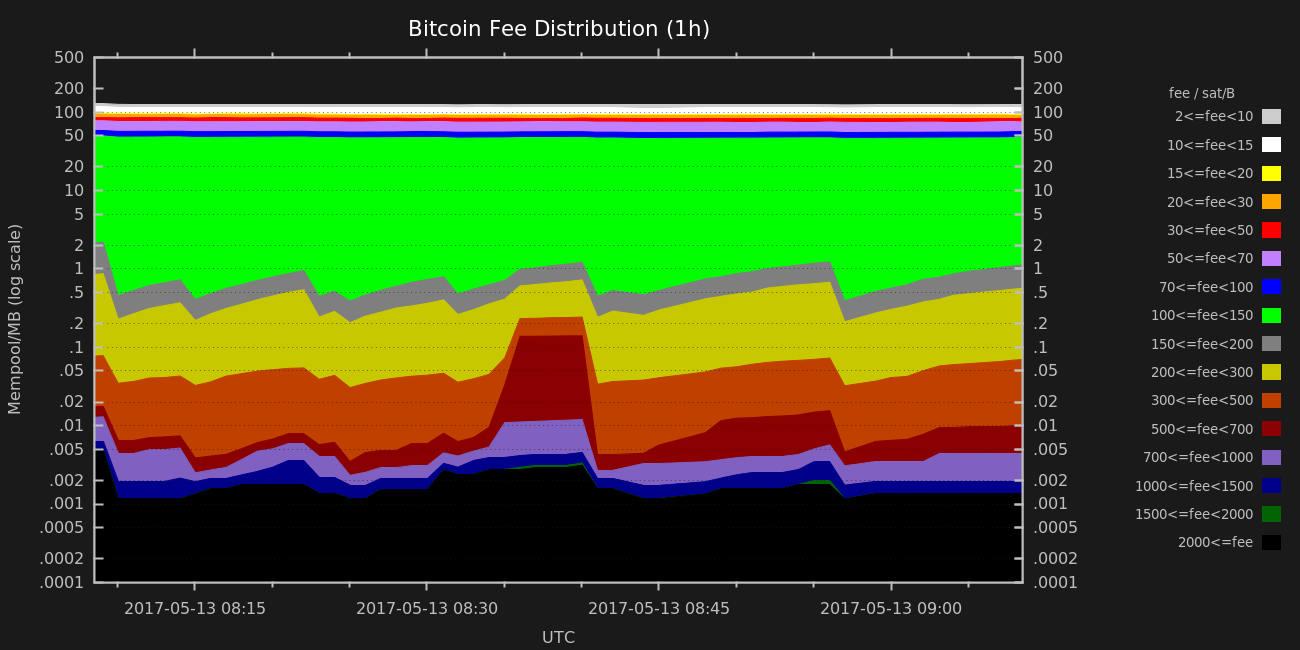 Bitcoin Fee Distribution (1h)
Mempool/MB (log scale)
500
200
100
50
20
10
5
2
1
.5
.2
.1
.05
.02
.01
.005
.002
.001
.0005
.0002
.0001
500
200
100
50
20
10
5
2
1
.5
.2
.1
.05
.02
.01
.005
.002
.001
.0005
.0002
.0001
2017-05-13 08:15
2017-05-13 08:30
2017-05-13 08:45
2017-05-13 09:00
UTC
fee / sat/B
2<=fee<10
10<=fee<15
15<=fee<20
20<=fee<30
30<=fee<50
50<=fee<70
70<=fee<100
100<=fee<150
150<=fee<200
200<=fee<300
300<=fee<500
500<=fee<700
700<=fee<1000
1000<=fee<1500
1500<=fee<2000
2000<=fee